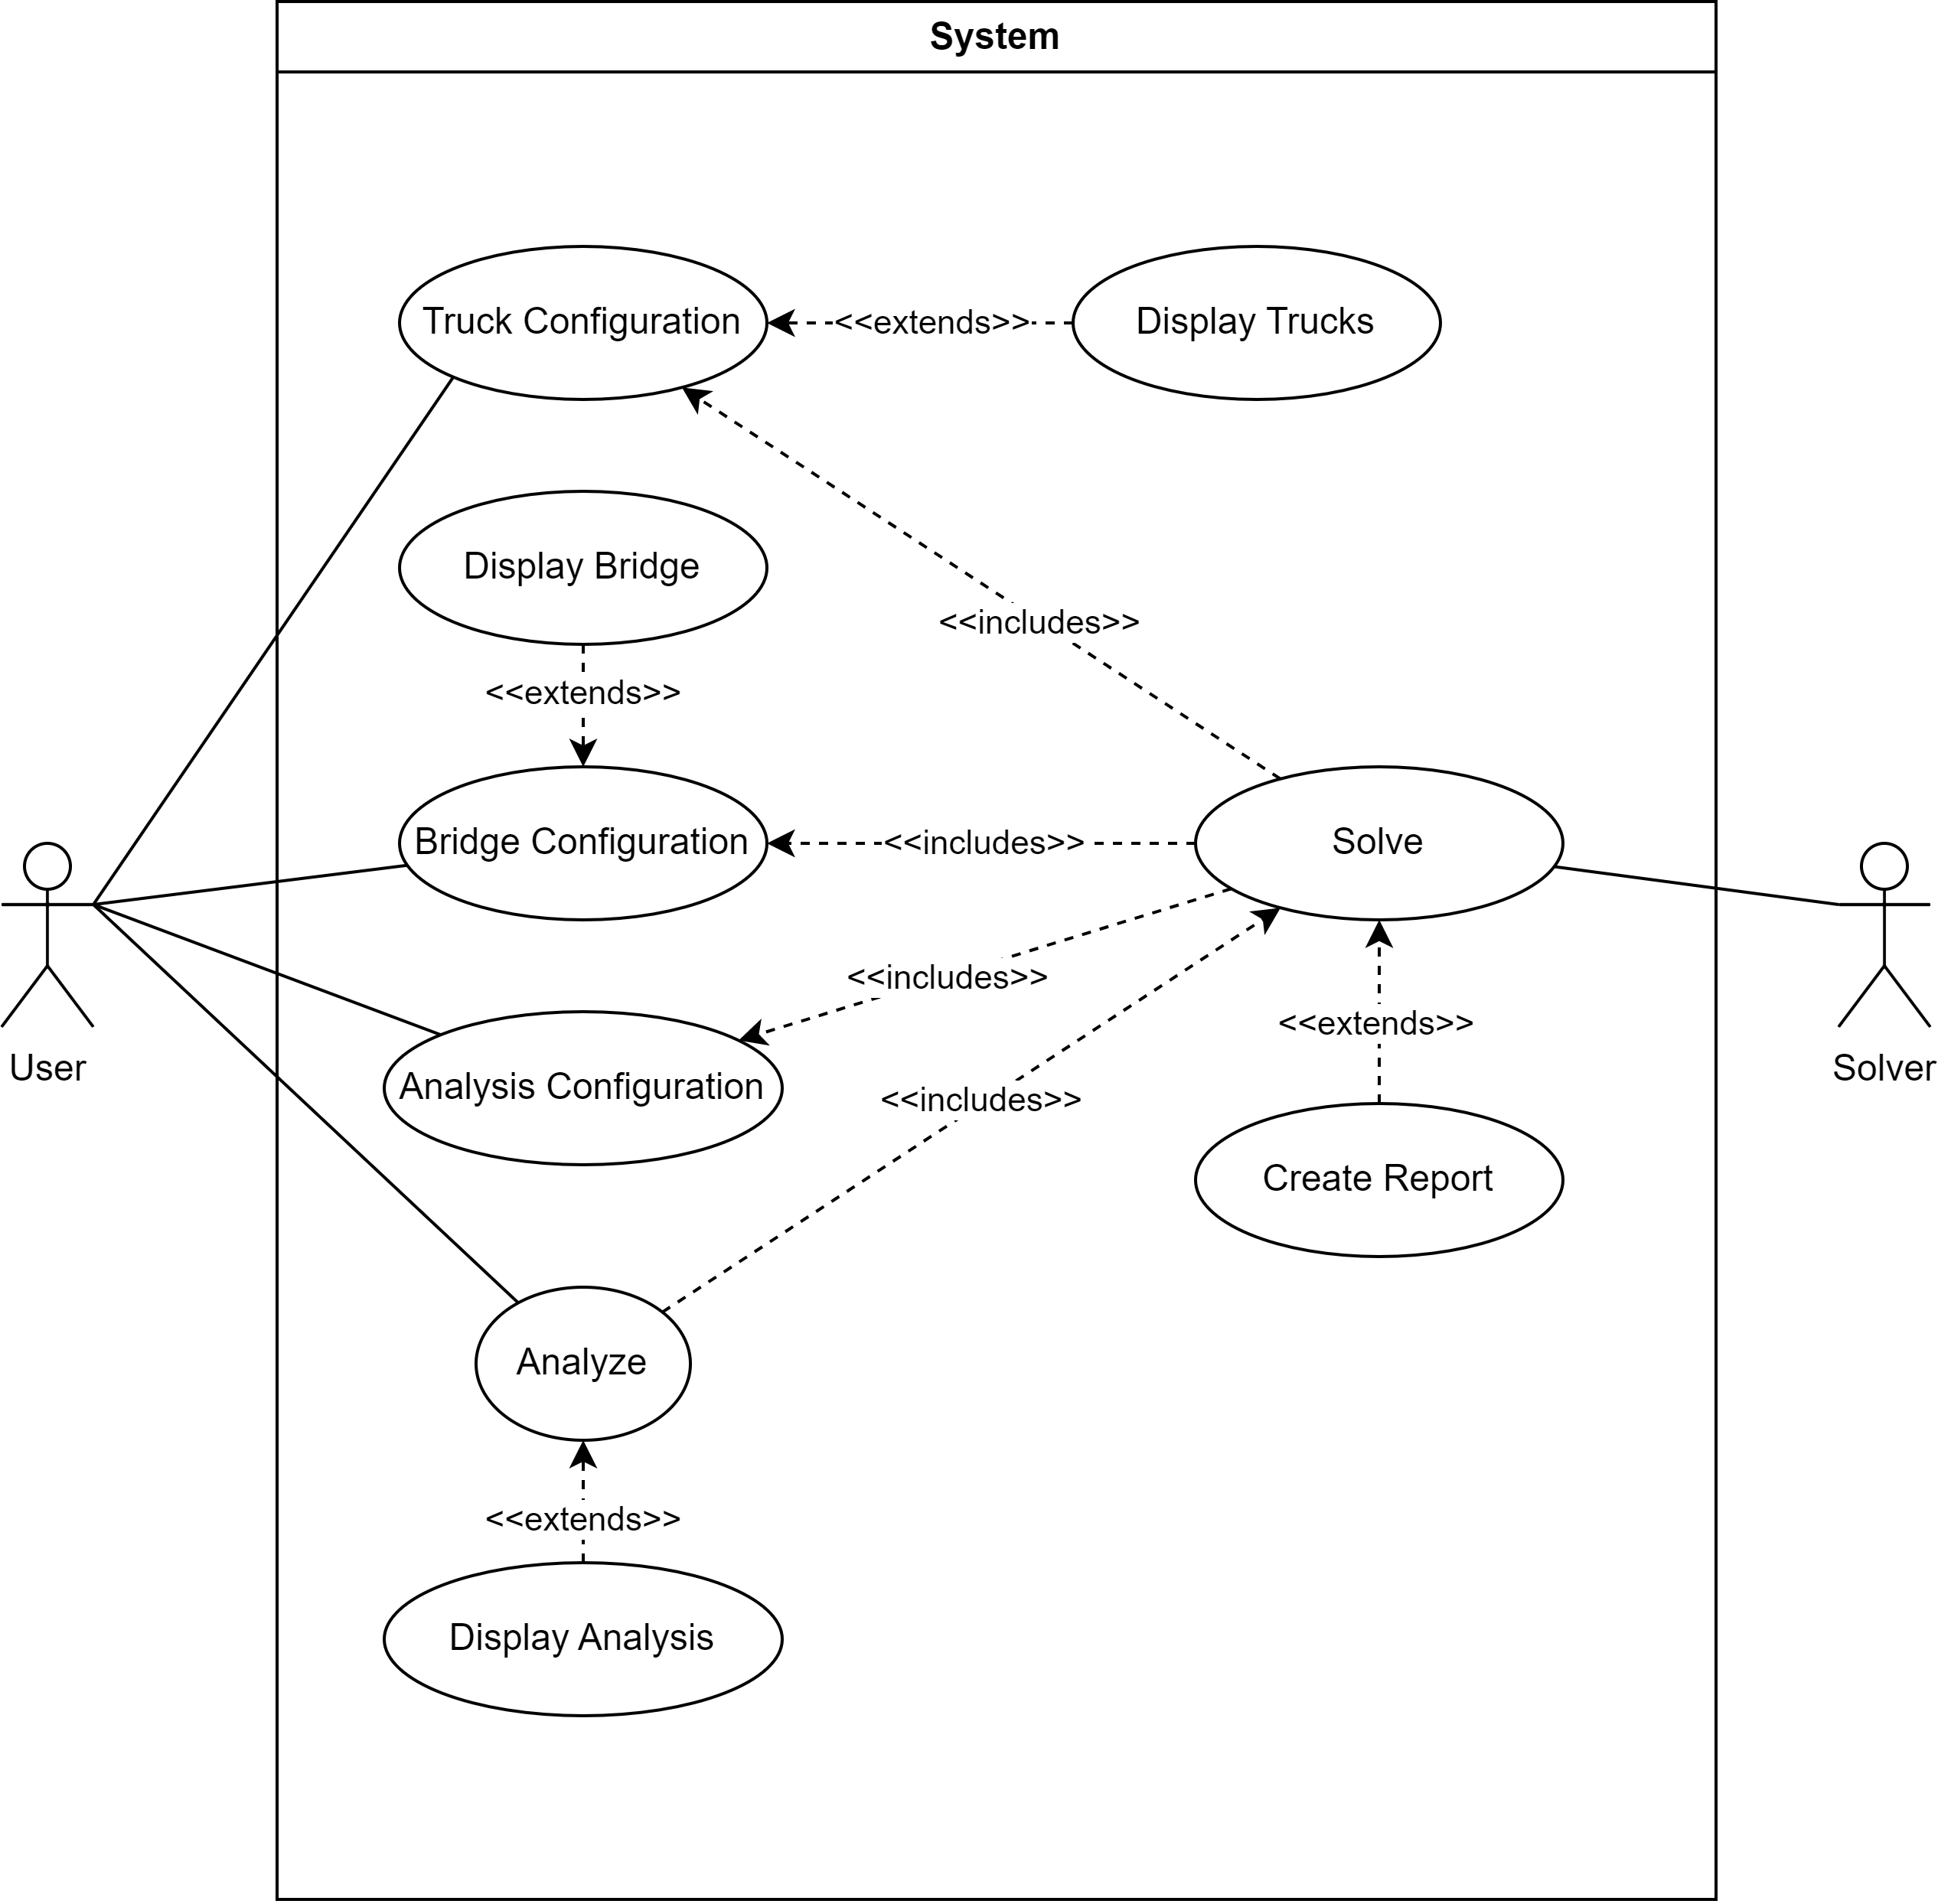 System
Truck Configuration
<<extends>>
Display Trucks
Display Bridge
<<includes>>
<<extends>>
Bridge Configuration
<<includes>>
Solve
<<includes>>
<<extends>>
User
Solver
Analysis Configuration
<<includes>>
Create Report
Analyze
<<extends>>
Display Analysis